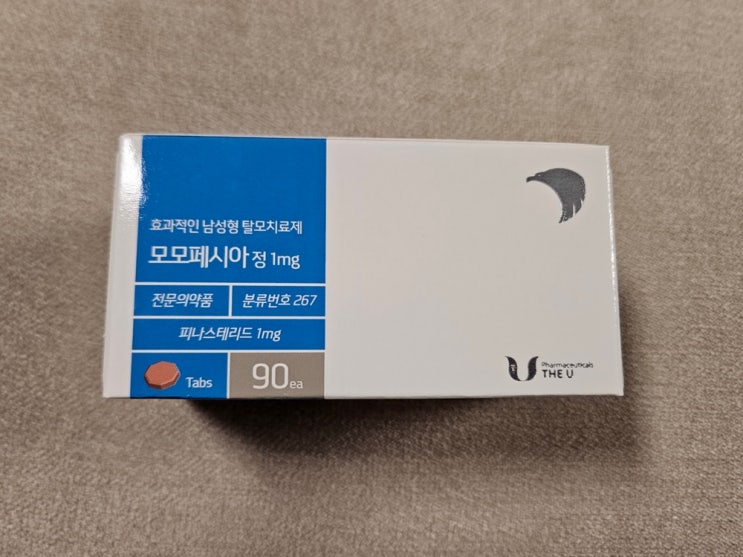 효과적인 남성형 탈모치료제
모모페시아 정 1mg
전문의약품
분류번호 267
피나스테리드 1mg
Tabs
90 ea
Pharmaceuticals
THE U